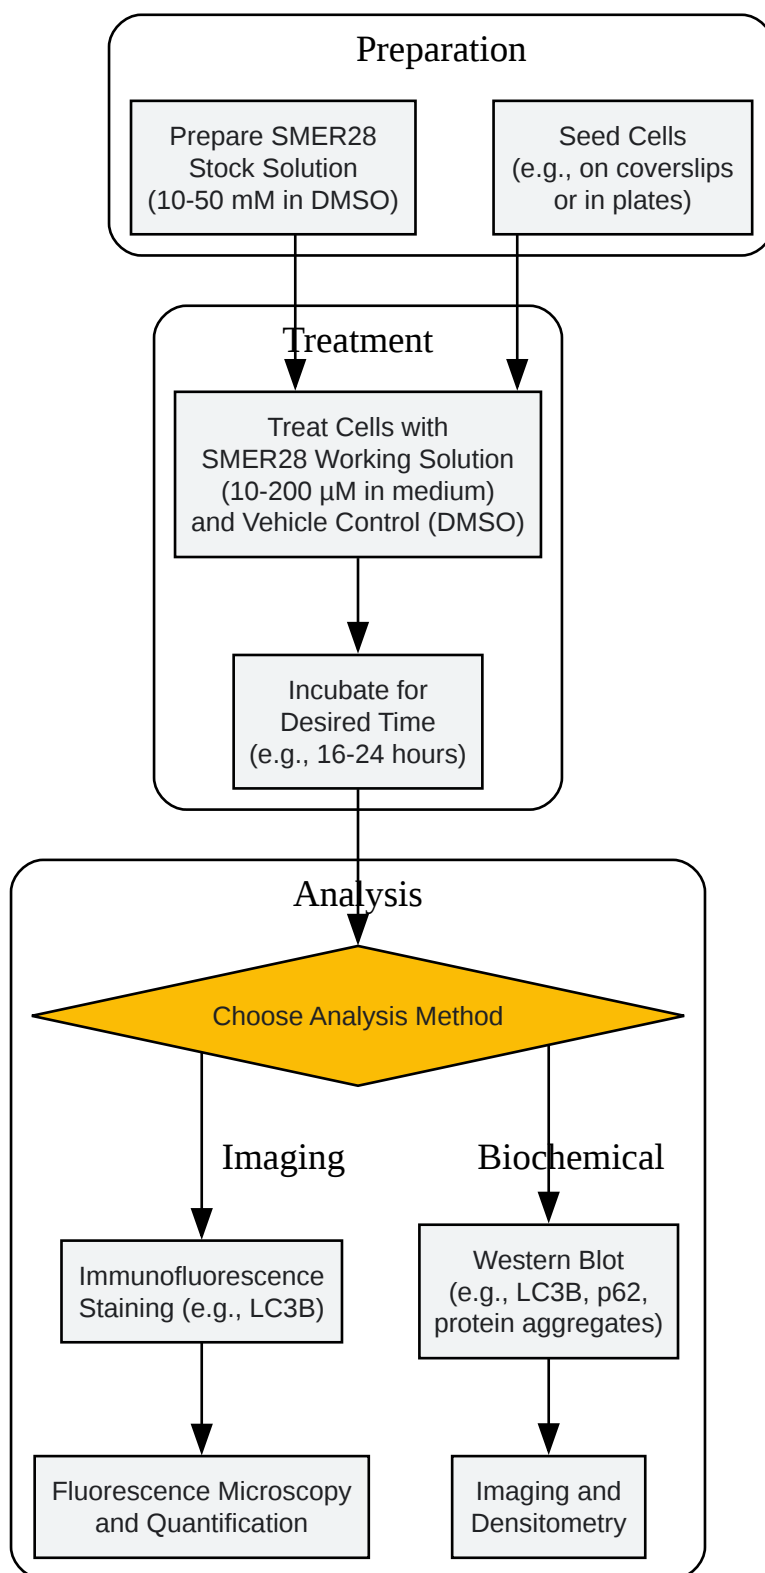 Preparation
Prepare SMER28
Stock Solution
(10-50 mM in DMSO)
Seed Cells
(e.g., on coverslips
or in plates)
Treatment
Treat Cells with
SMER28 Working Solution
(10-200 µM in medium)
and Vehicle Control (DMSO)
Incubate for
Desired Time
(e.g., 16-24 hours)
Analysis
Choose Analysis Method
Imaging
Biochemical
Immunofluorescence
Staining (e.g., LC3B)
Western Blot
(e.g., LC3B, p62,
protein aggregates)
Fluorescence Microscopy
and Quantification
Imaging and
Densitometry